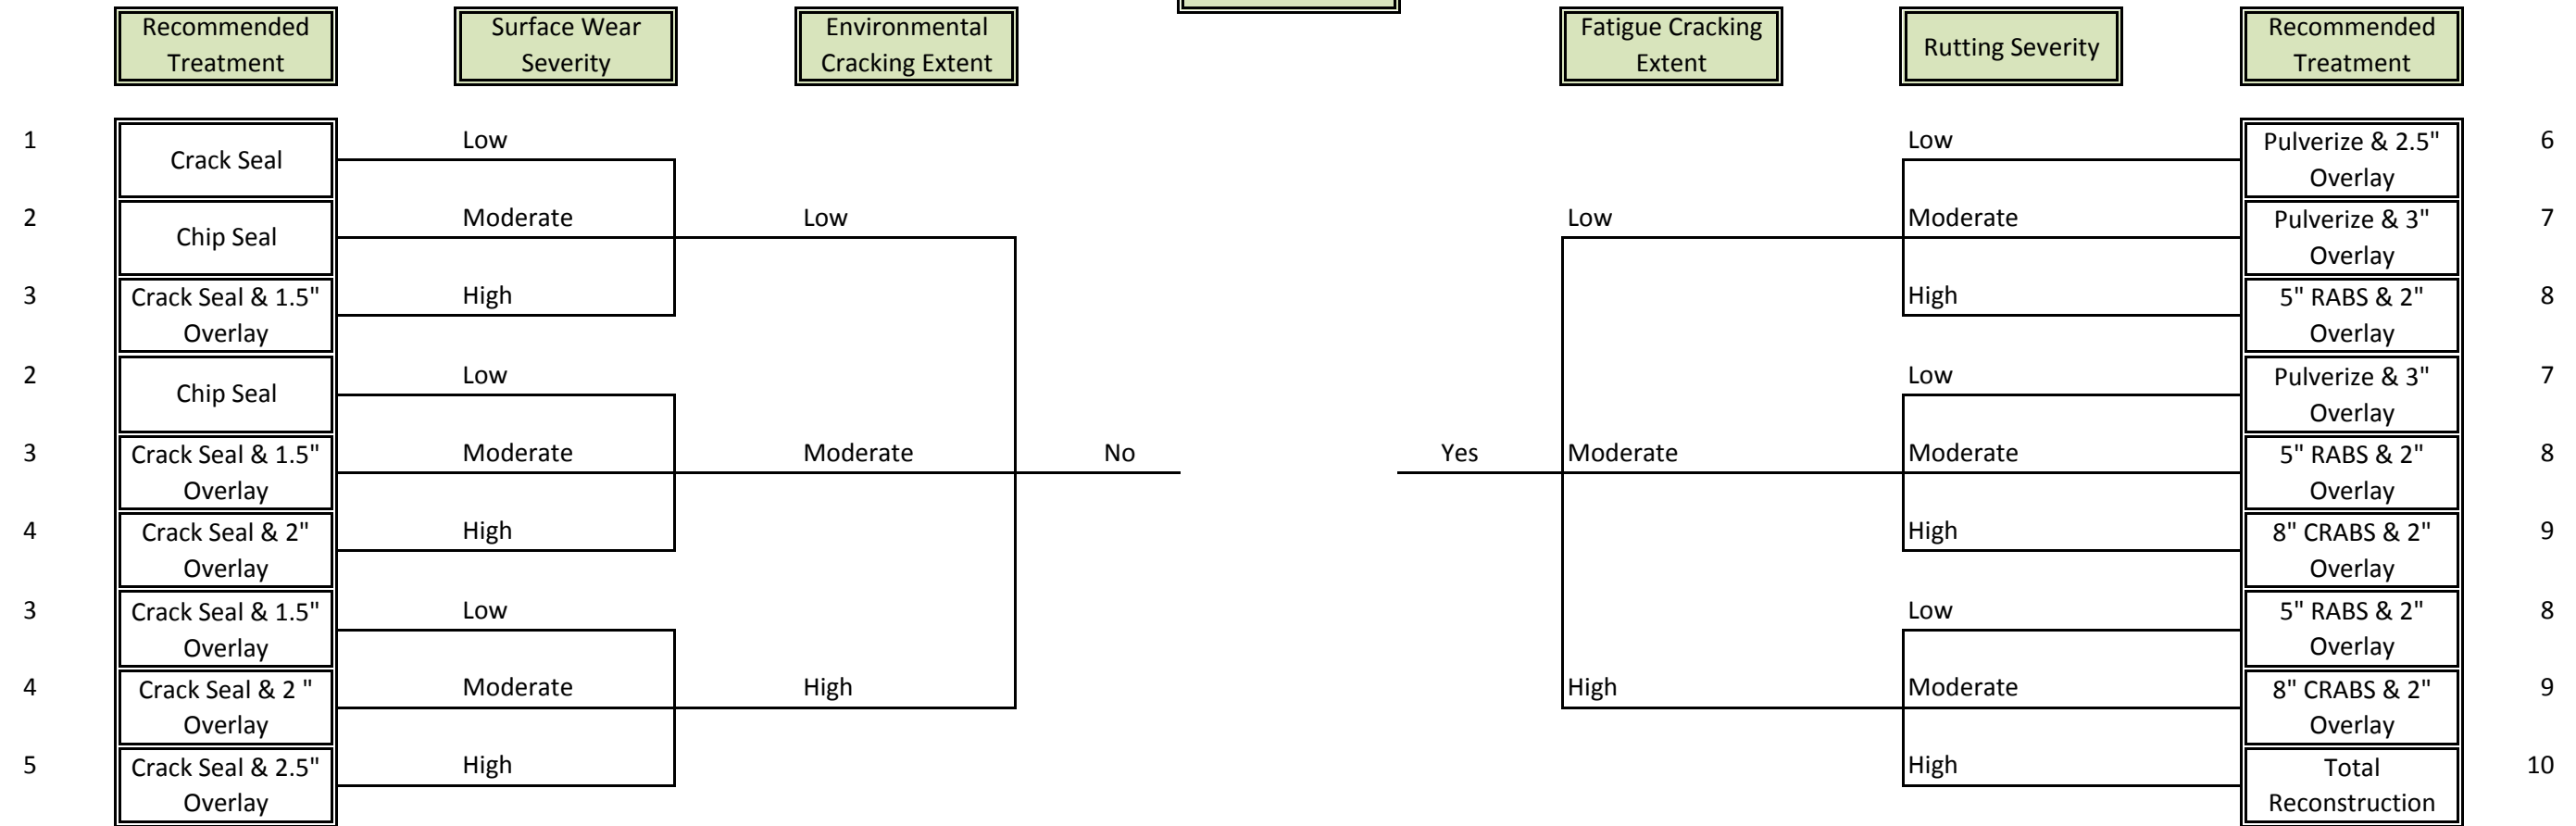 Recommended
Treatment
Surface Wear
Severity
Environmental
Cracking Extent
Fatigue Cracking
Extent
Rutting Severity
Recommended
Treatment
1
Crack Seal
Low
Low
Pulverize & 2.5"
Overlay
6
2
Chip Seal
Moderate
Low
Low
Moderate
Pulverize & 3"
Overlay
7
3
Crack Seal & 1.5"
Overlay
High
High
5" RABS & 2"
Overlay
8
2
Chip Seal
Low
Low
Pulverize & 3"
Overlay
7
3
Crack Seal & 1.5"
Overlay
Moderate
Moderate
No
Yes
Moderate
Moderate
5" RABS & 2"
Overlay
8
4
Crack Seal & 2"
Overlay
High
High
8" CRABS & 2"
Overlay
9
3
Crack Seal & 1.5"
Overlay
Low
Low
5" RABS & 2"
Overlay
8
4
Crack Seal & 2 "
Overlay
Moderate
High
High
Moderate
8" CRABS & 2"
Overlay
9
5
Crack Seal & 2.5"
Overlay
High
High
Total
Reconstruction
10